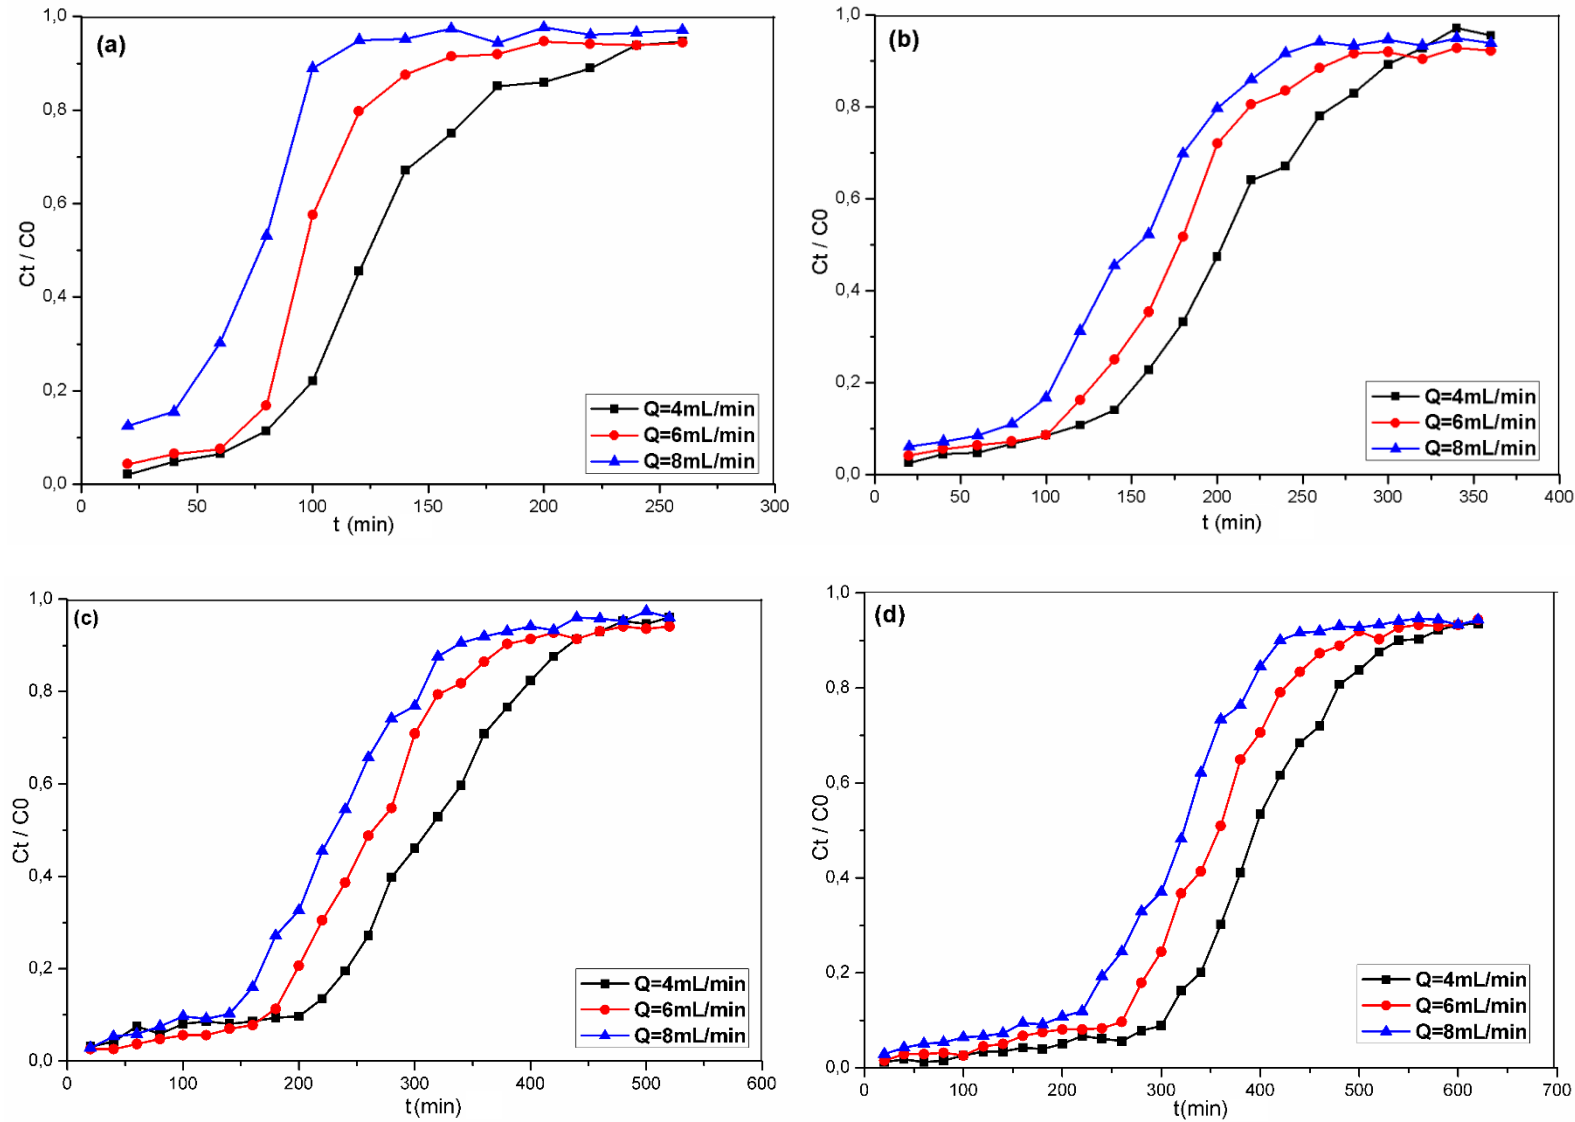 (a)
1,0
0,8
0,6
0,4
0,2
0,0
Ct / C0
0 50 100 150 200 250 300
t (min)
Q=4mL/min
Q=6mL/min
Q=8mL/min
(b)
1,0
0,8
0,6
0,4
0,2
0,0
Ct / C0
0 50 100 150 200 250 300 350 400
t (min)
Q=4mL/min
Q=6mL/min
Q=8mL/min
(c)
1,0
0,8
0,6
0,4
0,2
0,0
Ct / C0
0 100 200 300 400 500 600
t(min)
Q=4mL/min
Q=6mL/min
Q=8mL/min
(d)
1,0
0,8
0,6
0,4
0,2
0,0
Ct / C0
0 100 200 300 400 500 600 700
t(min)
Q=4mL/min
Q=6mL/min
Q=8mL/min